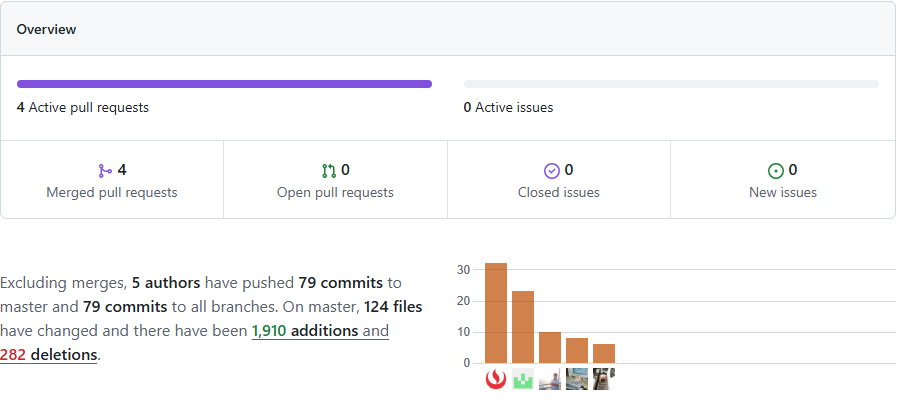 Overview
4 Active pull requests
0 Active issues
4
Merged pull requests
0
Open pull requests
0
Closed issues
0
New issues
Excluding merges, 5 authors have pushed 79 commits to
master and 79 commits to all branches. On master, 124 files
have changed and there have been 1,910 additions and
282 deletions.
30
20
10
0